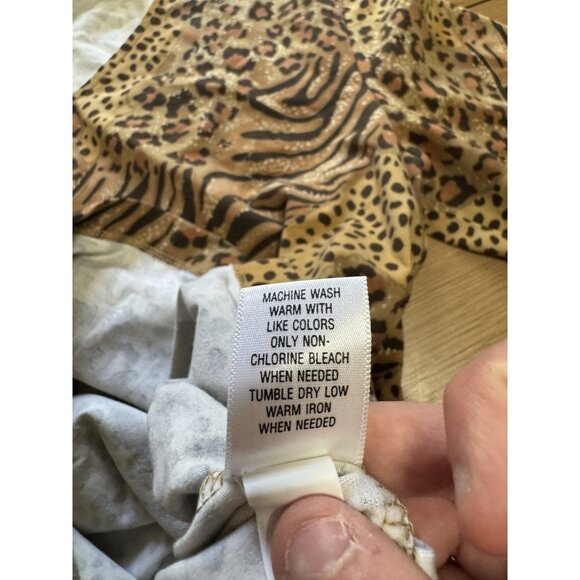 MACHINE WASH
WARM WITH
LIKE COLORS
ONLY NON-
CHLORINE BLEACH
WHEN NEEDED
TUMBLE DRY LOW
WARM IRON
WHEN NEEDED